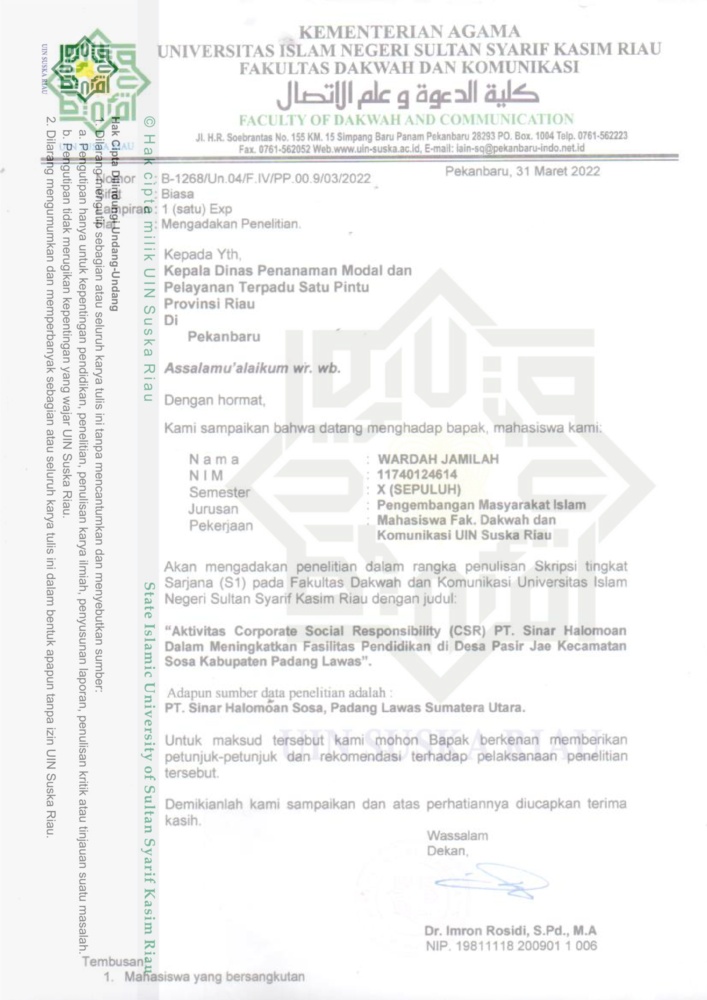 KEMENTERIAN AGAMA
UNIVERSITAS ISLAM NEGERI SULTAN SYARIF KASIM RIAU
FAKULTAS DAKWAH DAN KOMUNIKASI
كلية الدعوة و علم الاتصال
FACULTY OF DAKWAH AND COMMUNICATION
Jl. H.R. Soebrantas No. 155 KM. 15 Simpang Baru Panam Pekanbaru 28293 PO. Box. 1004 Telp. 0761-562223
Fax. 0761-562052 Web.www.uin-suska.ac.id, E-mail: iain-sq@pekanbaru-indo.net.id
UIN SUSKA RIAU
Pekanbaru, 31 Maret 2022
Nomor : B-1268/Un.04/F.IV/PP.00.9/03/2022
Sifat : Biasa
Lampiran : 1 (satu) Exp
Hal : Mengadakan Penelitian.
Kepada Yth,
Kepala Dinas Penanaman Modal dan
Pelayanan Terpadu Satu Pintu
Provinsi Riau
Di
Pekanbaru
Assalamu'alaikum wr. wb.
Dengan hormat,
Kami sampaikan bahwa datang menghadap bapak, mahasiswa kami:
N a m a : WARDAH JAMILAH
N I M : 11740124614
Semester : X (SEPULUH)
Jurusan : Pengembangan Masyarakat Islam
Pekerjaan : Mahasiswa Fak. Dakwah dan
Komunikasi UIN Suska Riau
Akan mengadakan penelitian dalam rangka penulisan Skripsi tingkat
Sarjana (S1) pada Fakultas Dakwah dan Komunikasi Universitas Islam
Negeri Sultan Syarif Kasim Riau dengan judul:
“Aktivitas Corporate Social Responsibility (CSR) PT. Sinar Halomoan
Dalam Meningkatkan Fasilitas Pendidikan di Desa Pasir Jae Kecamatan
Sosa Kabupaten Padang Lawas”.
Adapun sumber data penelitian adalah :
PT. Sinar Halomoan Sosa, Padang Lawas Sumatera Utara.
UIN SUSKA RIAU
Untuk maksud tersebut kami mohon Bapak berkenan memberikan
petunjuk-petunjuk dan rekomendasi terhadap pelaksanaan penelitian
tersebut.
Demikianlah kami sampaikan dan atas perhatiannya diucapkan terima
kasih.
Wassalam
Dekan,
Dr. Imron Rosidi, S.Pd., M.A
NIP. 19811118 200901 1 006
Tembusan:
1. Mahasiswa yang bersangkutan
© Hak cipta milik UIN Suska Riau
State Islamic University of Sultan Syarif Kasim Riau
Hak Cipta Dilindungi Undang-Undang
1. Dilarang mengutip sebagian atau seluruh karya tulis ini tanpa mencantumkan dan menyebutkan sumber:
a. Pengutipan hanya untuk kepentingan pendidikan, penelitian, penulisan karya ilmiah, penyusunan laporan, penulisan kritik atau tinjauan suatu masalah.
b. Pengutipan tidak merugikan kepentingan yang wajar UIN Suska Riau.
2. Dilarang mengumumkan dan memperbanyak sebagian atau seluruh karya tulis ini dalam bentuk apapun tanpa izin UIN Suska Riau.
UIN SUSKA RIAU